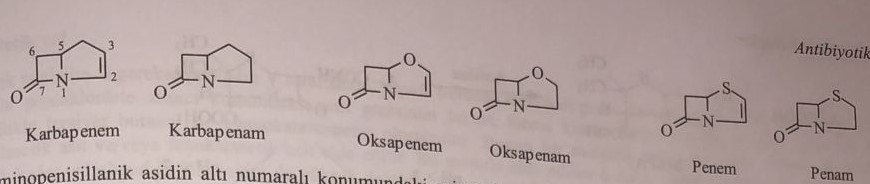 Antibiyotik
6 5 3
O 7 N 1 2
O N
O O N
O O N
O S N
O S N
Karbapenem Karbapenam Oksapenem Oksapenam Penem Penam
minopenisillanik asidin altı numaralı konumundaki